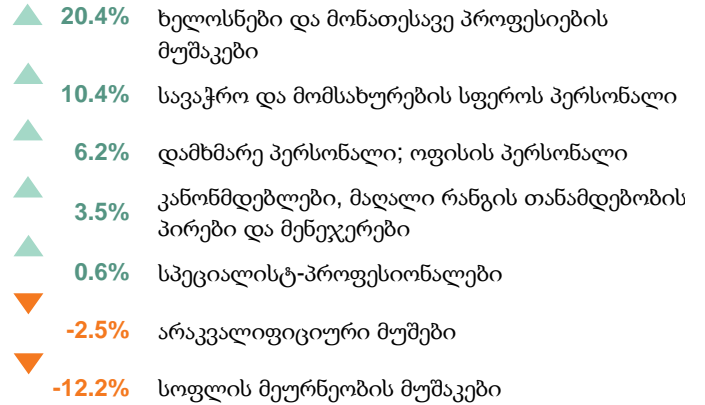 20.4% ხელოსნები და მონათესავე პროფესიების
მუშაკები
10.4% სავაჭრო და მომსახურების სფეროს პერსონალი
6.2% დამხმარე პერსონალი; ოფისის პერსონალი
3.5% კანონმდებლები, მაღალი რანგის თანამდებობის
პირები და მენეჯერები
0.6% სპეციალისტ-პროფესიონალები
-2.5% არაკვალიფიციური მუშები
-12.2% სოფლის მეურნეობის მუშაკები